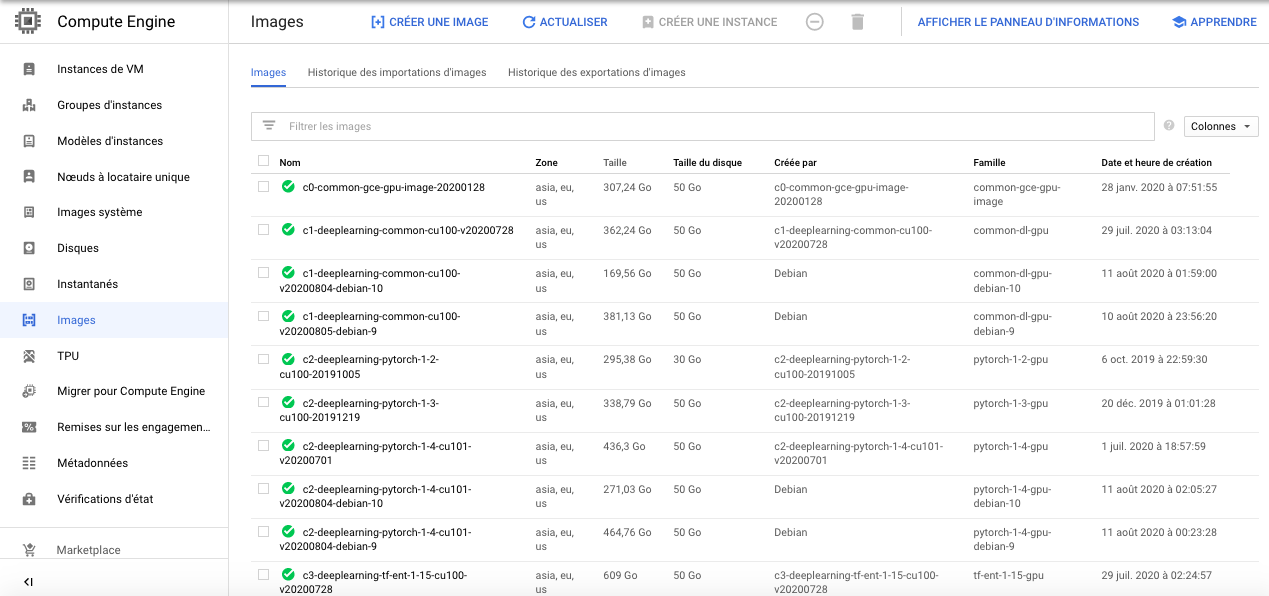 Compute Engine
Images
CRÉER UNE IMAGE
ACTUALISER
CRÉER UNE INSTANCE
AFFICHER LE PANNEAU D'INFORMATIONS
APPRENDRE
Instances de VM
Groupes d'instances
Modèles d'instances
Nœuds à locataire unique
Images système
Disques
Instantanés
Images
TPU
Migrer pour Compute Engine
Remises sur les engagemen...
Métadonnées
Vérifications d'état
Marketplace
Images Historique des importations d'images Historique des exportations d'images
Filtrer les images
Colonnes
Nom Zone Taille Taille du disque Créée par Famille Date et heure de création
c0-common-gce-gpu-image-20200128 asia, eu, 307,24 Go 50 Go c0-common-gce-gpu-image- common-gce-gpu- 28 janv. 2020 à 07:51:55
us 20200128 image
c1-deeplearning-common-cu100-v20200728 asia, eu, 362,24 Go 50 Go c1-deeplearning-common-cu100- common-dl-gpu 29 juil. 2020 à 03:13:04
us v20200728
c1-deeplearning-common-cu100- asia, eu, 169,56 Go 50 Go Debian common-dl-gpu- 11 août 2020 à 01:59:00
v20200804-debian-10 us debian-10
c1-deeplearning-common-cu100- asia, eu, 381,13 Go 50 Go Debian common-dl-gpu- 10 août 2020 à 23:56:20
v20200805-debian-9 us debian-9
c2-deeplearning-pytorch-1-2- asia, eu, 295,38 Go 30 Go c2-deeplearning-pytorch-1-2- pytorch-1-2-gpu 6 oct. 2019 à 22:59:30
cu100-20191005 us cu100-20191005
c2-deeplearning-pytorch-1-3- asia, eu, 338,79 Go 50 Go c2-deeplearning-pytorch-1-3- pytorch-1-3-gpu 20 déc. 2019 à 01:01:28
cu100-20191219 us cu100-20191219
c2-deeplearning-pytorch-1-4-cu101- asia, eu, 436,3 Go 50 Go c2-deeplearning-pytorch-1-4-cu101- pytorch-1-4-gpu 1 juil. 2020 à 18:57:59
v20200701 us v20200701
c2-deeplearning-pytorch-1-4-cu101- asia, eu, 271,03 Go 50 Go Debian pytorch-1-4-gpu- 11 août 2020 à 02:05:27
v20200804-debian-10 us debian-10
c2-deeplearning-pytorch-1-4-cu101- asia, eu, 464,76 Go 50 Go Debian pytorch-1-4-gpu- 11 août 2020 à 00:23:28
v20200804-debian-9 us debian-9
c3-deeplearning-tf-ent-1-15-cu100- asia, eu, 609 Go 50 Go c3-deeplearning-tf-ent-1-15-cu100- tf-ent-1-15-gpu 29 juil. 2020 à 02:24:57
v20200728 us v20200728